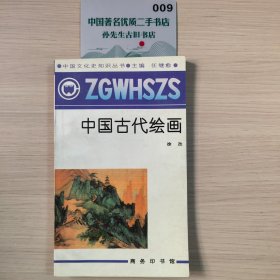 009
中国著名优质二手书店
孙先生古旧书店
●中国文化史知识丛书●主编 任继愈●
ZGWHSZS
中国古代绘画
徐改
商务印书馆